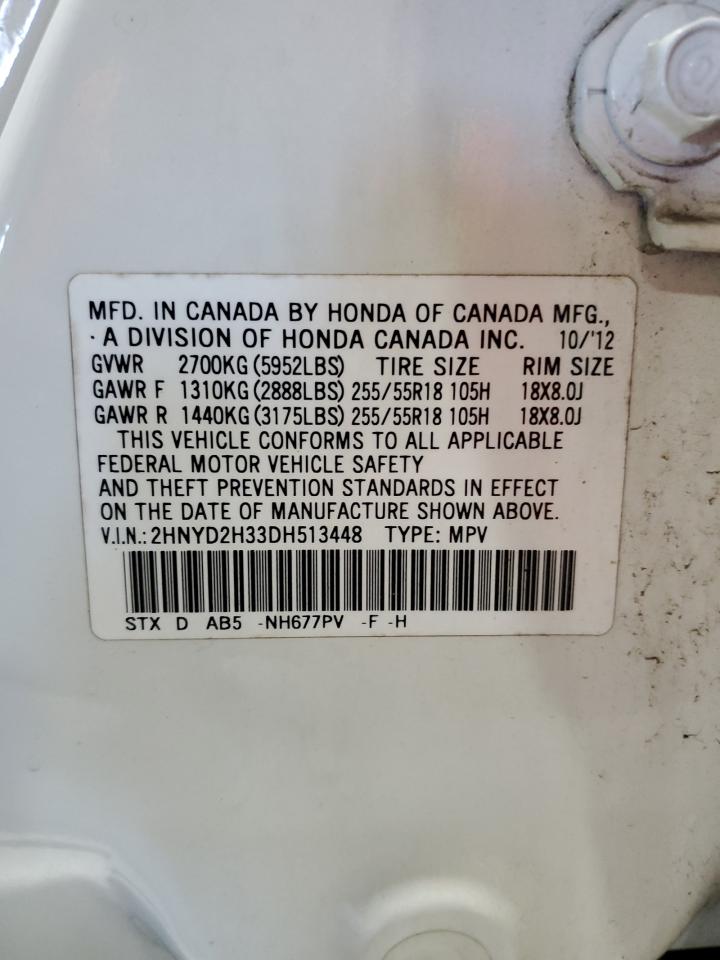 MFD. IN CANADA BY HONDA OF CANADA MFG.,
· A DIVISION OF HONDA CANADA INC. 10/'12
GVWR 2700KG (5952LBS) TIRE SIZE RIM SIZE
GAWR F 1310KG (2888LBS) 255/55R18 105H 18X8.0J
GAWR R 1440KG (3175LBS) 255/55R18 105H 18X8.0J
THIS VEHICLE CONFORMS TO ALL APPLICABLE
FEDERAL MOTOR VEHICLE SAFETY
AND THEFT PREVENTION STANDARDS IN EFFECT
ON THE DATE OF MANUFACTURE SHOWN ABOVE.
V.I.N.: 2HNYD2H33DH513448 TYPE: MPV
STX D AB5 -NH677PV -F -H